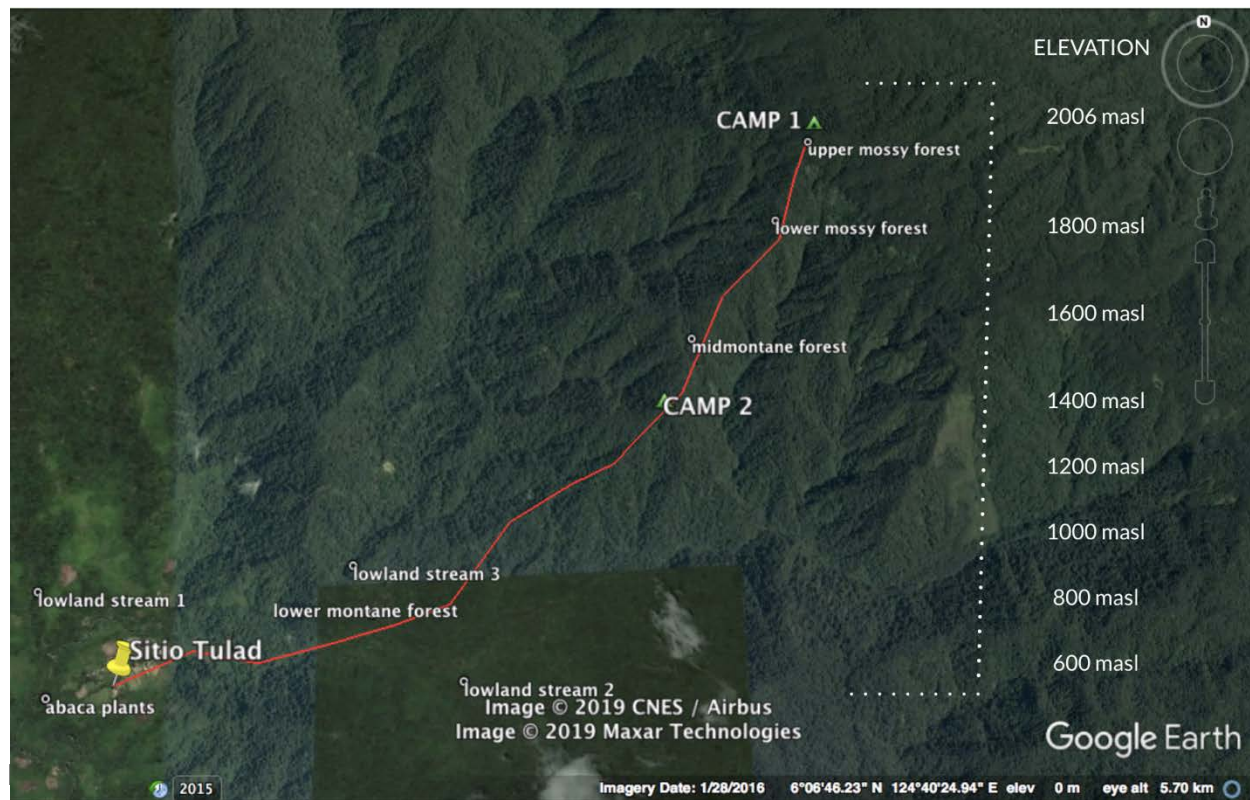 N
ELEVATION
CAMP 1
2006 masl
upper mossy forest
lower mossy forest
1800 masl
1600 masl
midmontane forest
CAMP 2
1400 masl
1200 masl
1000 masl
lowland stream 3
lowland stream 1
lower montane forest
800 masl
Sitio Tulad
600 masl
lowland stream 2
abaca plants
Image © 2019 CNES / Airbus
Image © 2019 Maxar Technologies
Google Earth
2015
Imagery Date: 1/28/2016 6°06'46.23" N 124°40'24.94" E elev 0 m eye alt 5.70 km